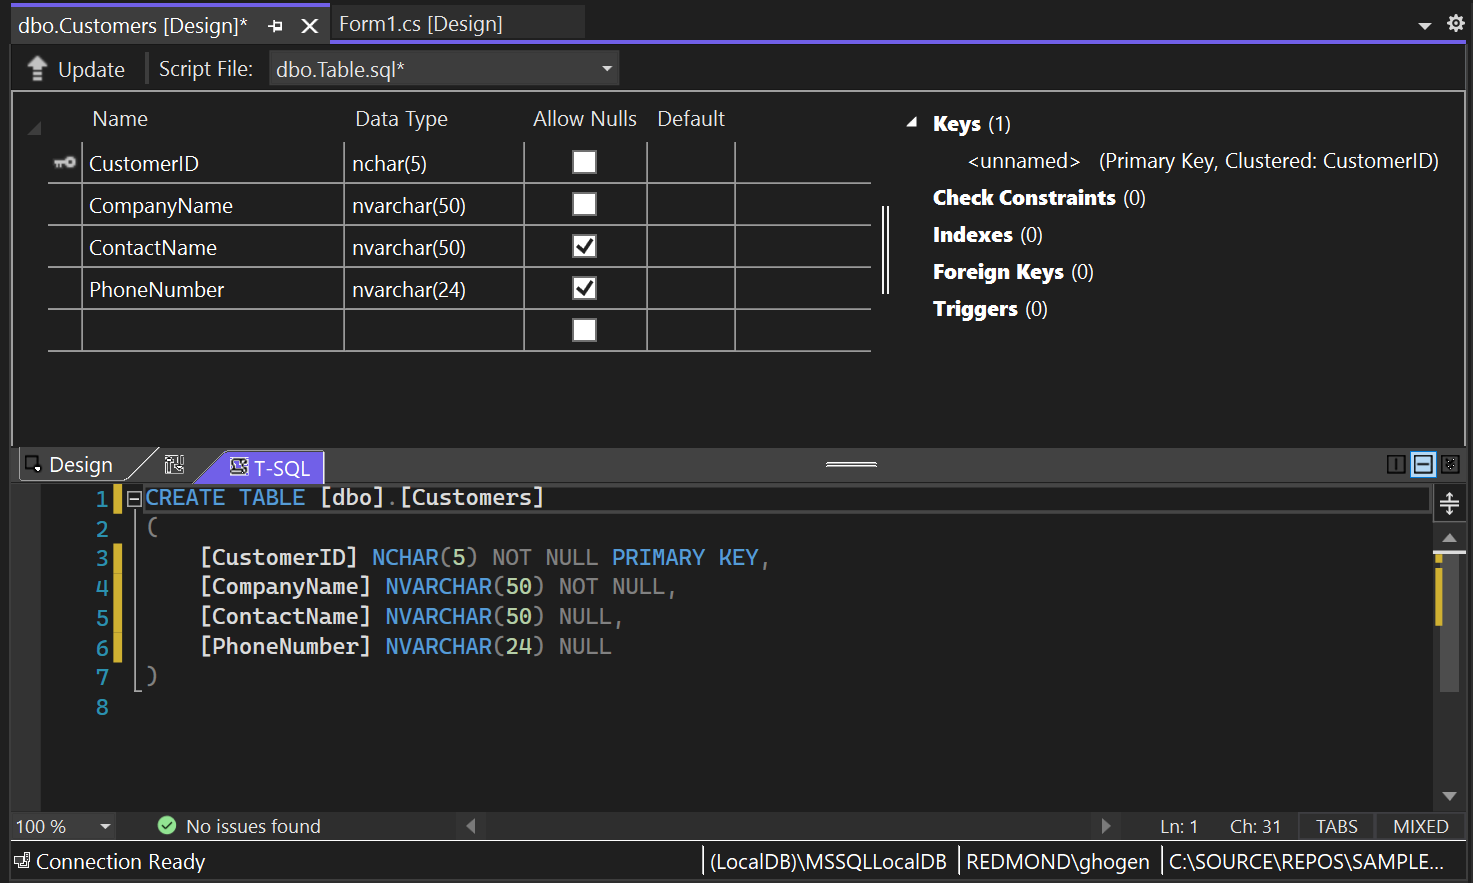 dbo.Customers [Design]*
Form1.cs [Design]
Update
Script File:
dbo.Table.sql*
Name Data Type Allow Nulls Default
CustomerID nchar(5)
CompanyName nvarchar(50)
ContactName nvarchar(50)
PhoneNumber nvarchar(24)
Keys (1)
<unnamed> (Primary Key, Clustered: CustomerID)
Check Constraints (0)
Indexes (0)
Foreign Keys (0)
Triggers (0)
Design
T-SQL
1 CREATE TABLE [dbo].[Customers]
2 (
3 [CustomerID] NCHAR(5) NOT NULL PRIMARY KEY,
4 [CompanyName] NVARCHAR(50) NOT NULL,
5 [ContactName] NVARCHAR(50) NULL,
6 [PhoneNumber] NVARCHAR(24) NULL
7 )
8
100 %
No issues found
Ln: 1 Ch: 31 TABS MIXED
Connection Ready
(LocalDB)\MSSQLLocalDB
REDMOND\ghogen
C:\SOURCE\REPOS\SAMPLE...